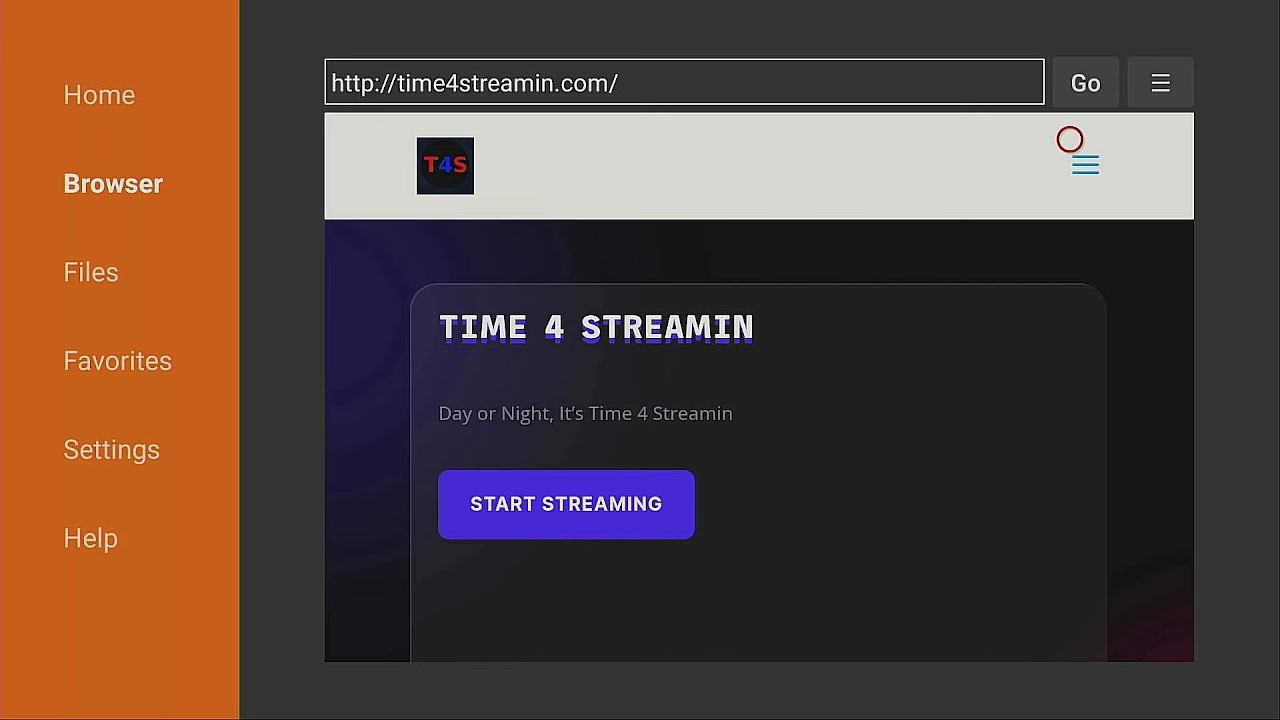 Home
Browser
Files
Favorites
Settings
Help
http://time4streamin.com/
Go
T4S
TIME 4 STREAMIN
Day or Night, It’s Time 4 Streamin
START STREAMING